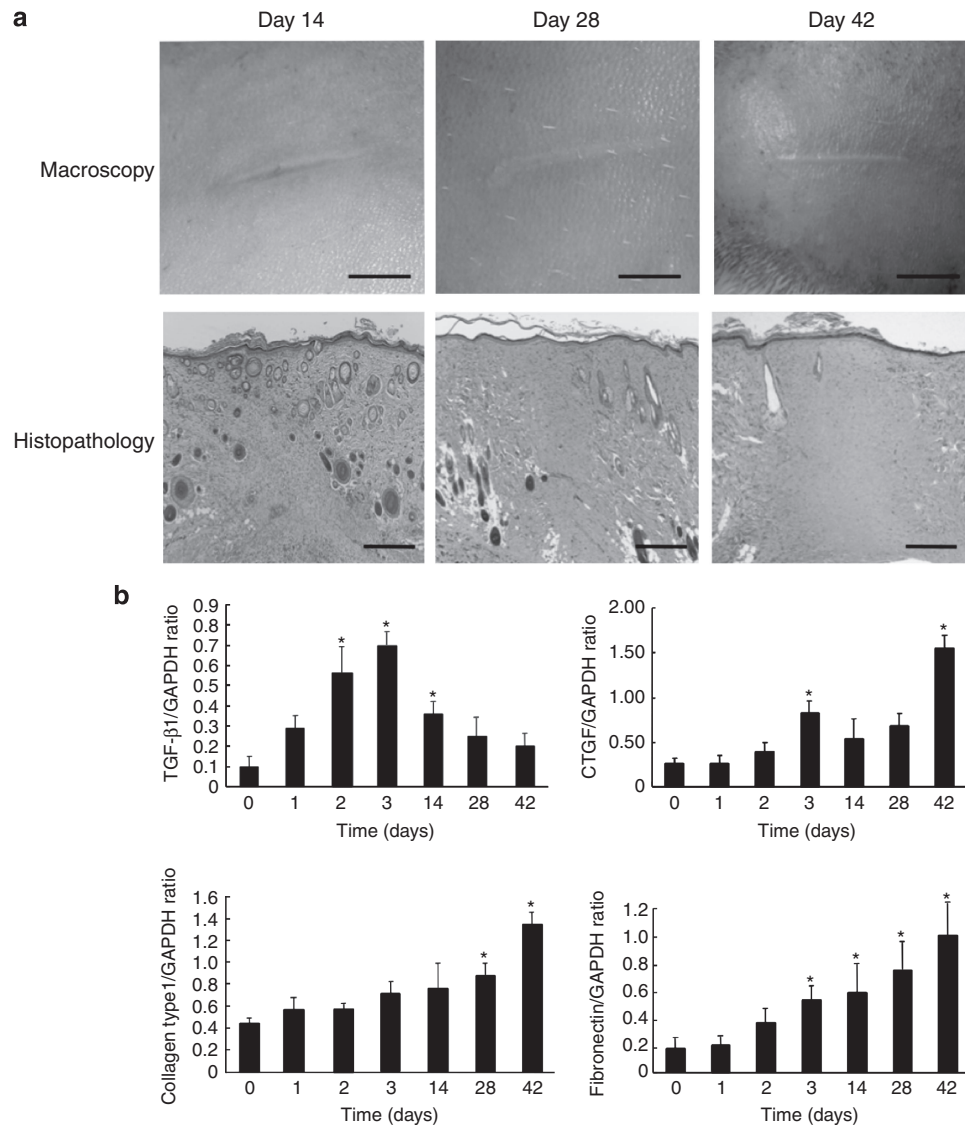 a
Day 14
Day 28
Day 42
Macroscopy
Histopathology
b
TGF-β1/GAPDH ratio
0.9
0.8
0.7
0.6
0.5
0.4
0.3
0.2
0.1
0
* * *
0 1 2 3 14 28 42
Time (days)
CTGF/GAPDH ratio
2.00
1.50
1.00
0.50
0
* *
0 1 2 3 14 28 42
Time (days)
Collagen type1/GAPDH ratio
1.6
1.4
1.2
1.0
0.8
0.6
0.4
0.2
0
* *
0 1 2 3 14 28 42
Time (days)
Fibronectin/GAPDH ratio
1.2
1.0
0.8
0.6
0.4
0.2
0
* * * *
0 1 2 3 14 28 42
Time (days)